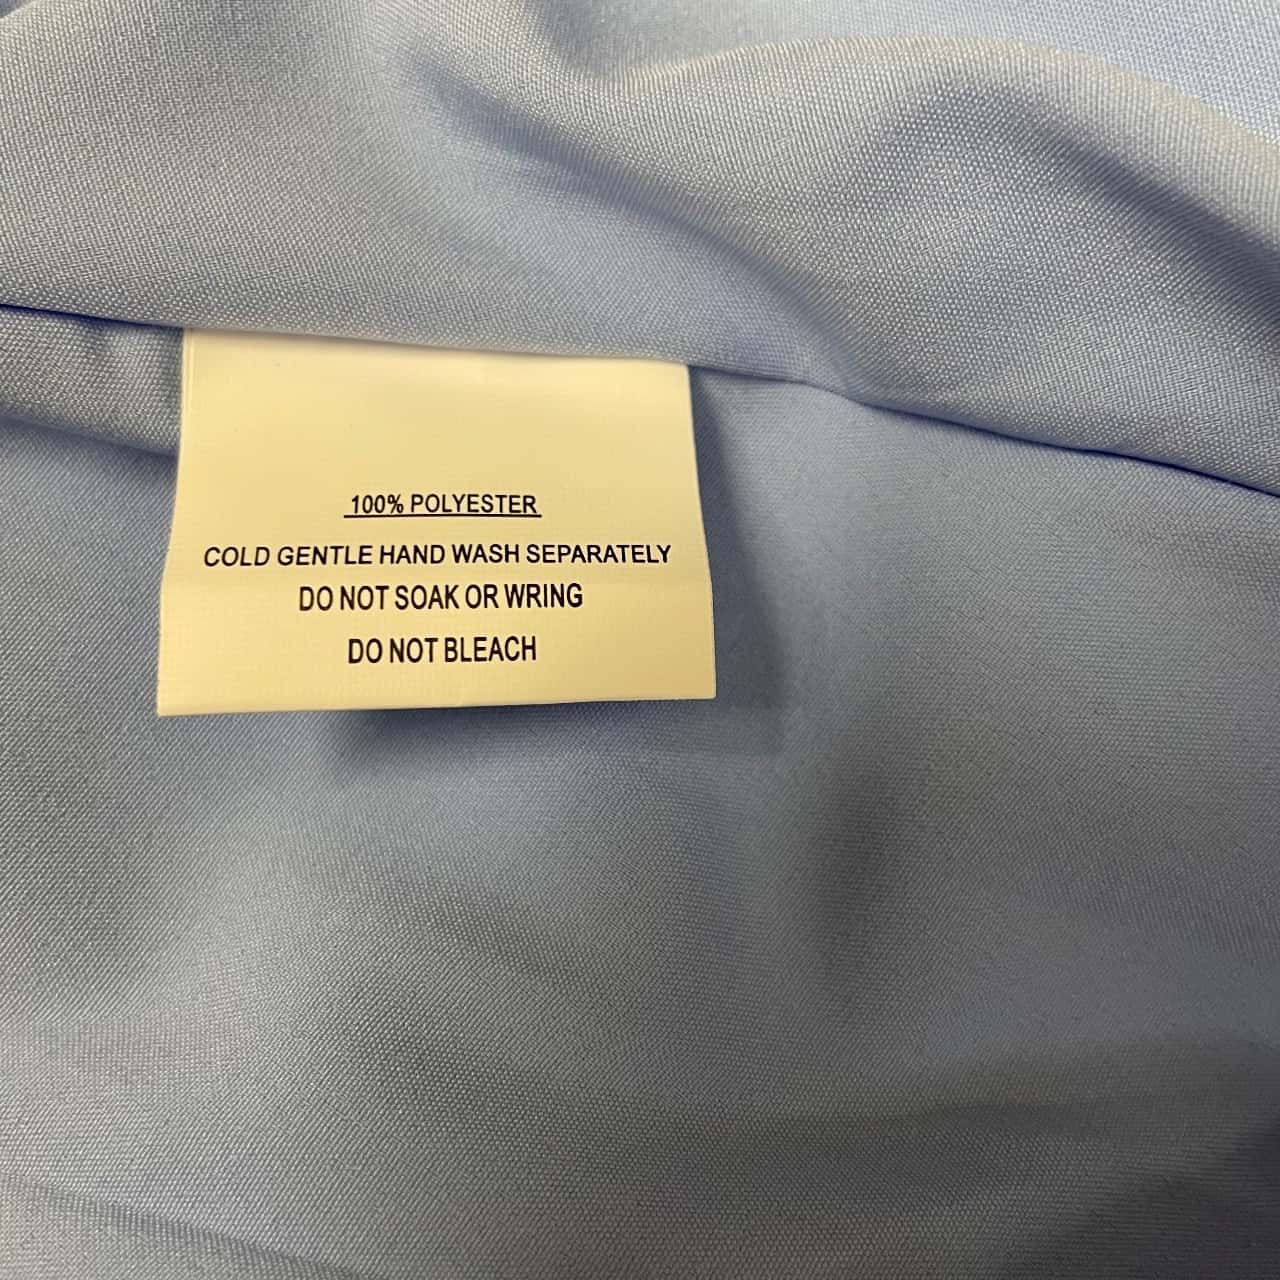 100% POLYESTER
COLD GENTLE HAND WASH SEPARATELY
DO NOT SOAK OR WRING
DO NOT BLEACH